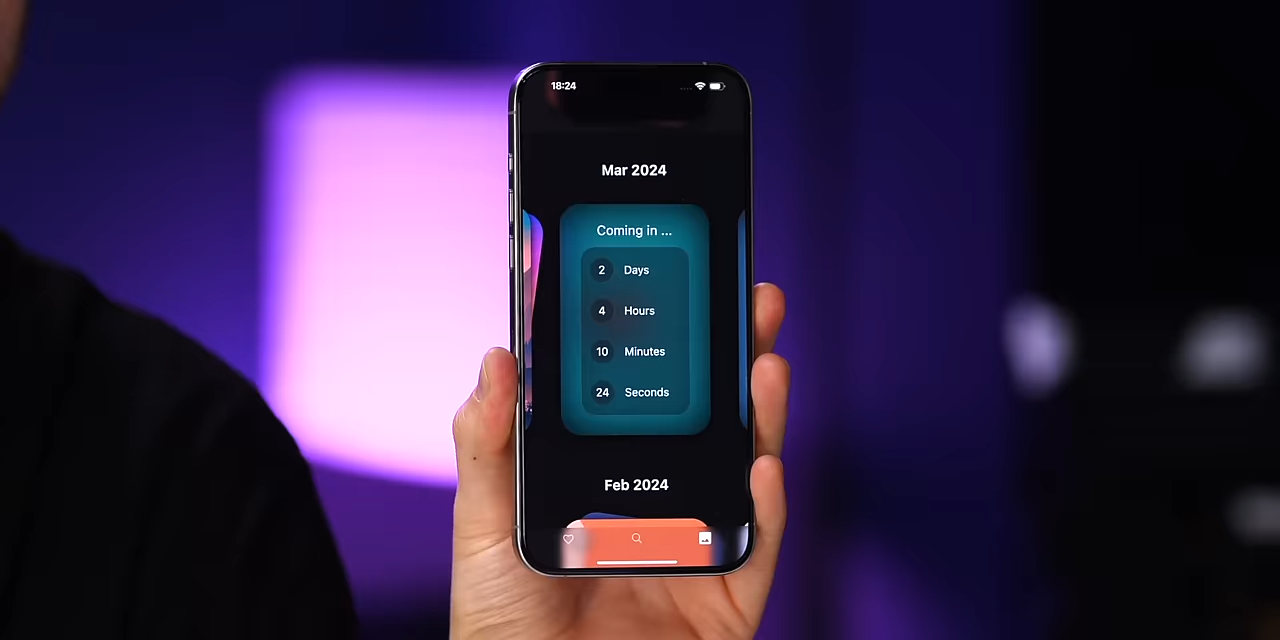 18:24
Mar 2024
Coming in ...
2 Days
4 Hours
10 Minutes
24 Seconds
Feb 2024